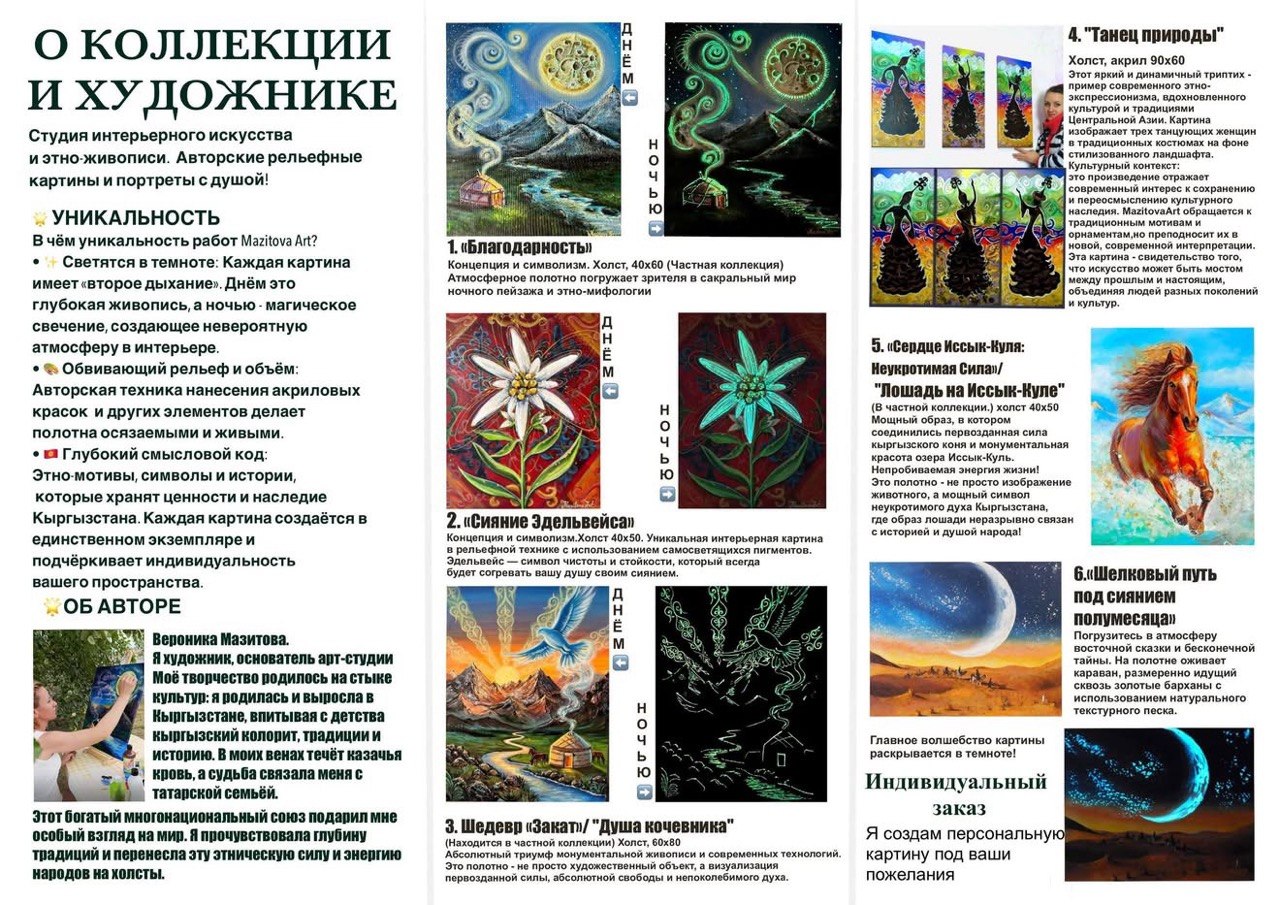 О КОЛЛЕКЦИИ
И ХУДОЖНИКЕ
Студия интерьерного искусства
и этно-живописи. Авторские рельефные
картины и портреты с душой!
🌟 УНИКАЛЬНОСТЬ
В чём уникальность работ Mazitova Art?
• ✨ Светятся в темноте: Каждая картина
имеет «второе дыхание». Днём это
глубокая живопись, а ночью - магическое
свечение, создающее невероятную
атмосферу в интерьере.
• 🎨 Обвивающий рельеф и объём:
Авторская техника нанесения акриловых
красок и других элементов делает
полотна осязаемыми и живыми.
• 🇰🇬 Глубокий смысловой код:
Этно-мотивы, символы и истории,
которые хранят ценности и наследие
Кыргызстана. Каждая картина создаётся в
единственном экземпляре и
подчёркивает индивидуальность
вашего пространства.
🌟 ОБ АВТОРЕ
Вероника Мазитова.
Я художник, основатель арт-студии
Моё творчество родилось на стыке
культур: я родилась и выросла в
Кыргызстане, впитывая с детства
кыргызский колорит, традиции и
историю. В моих венах течёт казачья
кровь, а судьба связала меня с
татарской семьёй.
Этот богатый многонациональный союз подарил мне
особый взгляд на мир. Я прочувствовала глубину
традиций и перенесла эту этническую силу и энергию
народов на холсты.
ДНЁМ
⬅️
НОЧЬЮ
➡️
1. «Благодарность»
Концепция и символизм. Холст, 40х60 (Частная коллекция)
Атмосферное полотно погружает зрителя в сакральный мир
ночного пейзажа и этно-мифологии
ДНЁМ
⬅️
НОЧЬЮ
➡️
2. «Сияние Эдельвейса»
Концепция и символизм.Холст 40х50. Уникальная интерьерная картина
в рельефной технике с использованием самосветящихся пигментов.
Эдельвейс — символ чистоты и стойкости, который всегда
будет согревать вашу душу своим сиянием.
ДНЁМ
⬅️
НОЧЬЮ
➡️
3. Шедевр «Закат»/ "Душа кочевника"
(Находится в частной коллекции) Холст, 60х80
Абсолютный триумф монументальной живописи и современных технологий.
Это полотно - не просто художественный объект, а визуализация
первозданной силы, абсолютной свободы и непоколебимого духа.
4. "Танец природы"
Холст, акрил 90х60
Этот яркий и динамичный триптих -
пример современного этно-
экспрессионизма, вдохновленного
культурой и традициями
Центральной Азии. Картина
изображает трех танцующих женщин
в традиционных костюмах на фоне
стилизованного ландшафта.
Культурный контекст:
это произведение отражает
современный интерес к сохранению
и переосмыслению культурного
наследия. MazitovaArt обращается к
традиционным мотивам и
орнаментам,но преподносит их в
новой, современной интерпретации.
Эта картина - свидетельство того,
что искусство может быть мостом
между прошлым и настоящим,
объединяя людей разных поколений
и культур.
5. «Сердце Иссык-Куля:
Неукротимая Сила»/
"Лошадь на Иссык-Куле"
(В частной коллекции.) холст 40х50
Мощный образ, в котором
соединились первозданная сила
кыргызского коня и монументальная
красота озера Иссык-Куль.
Непробиваемая энергия жизни!
Это полотно - не просто изображение
животного, а мощный символ
неукротимого духа Кыргызстана,
где образ лошади неразрывно связан
с историей и душой народа!
6.«Шелковый путь
под сиянием
полумесяца»
Погрузитесь в атмосферу
восточной сказки и бесконечной
тайны. На полотне оживает
караван, размеренно идущий
сквозь золотые барханы с
использованием натурального
текстурного песка.
Главное волшебство картины
раскрывается в темноте!
Индивидуальный
заказ
Я создам персональную
картину под ваши
пожелания